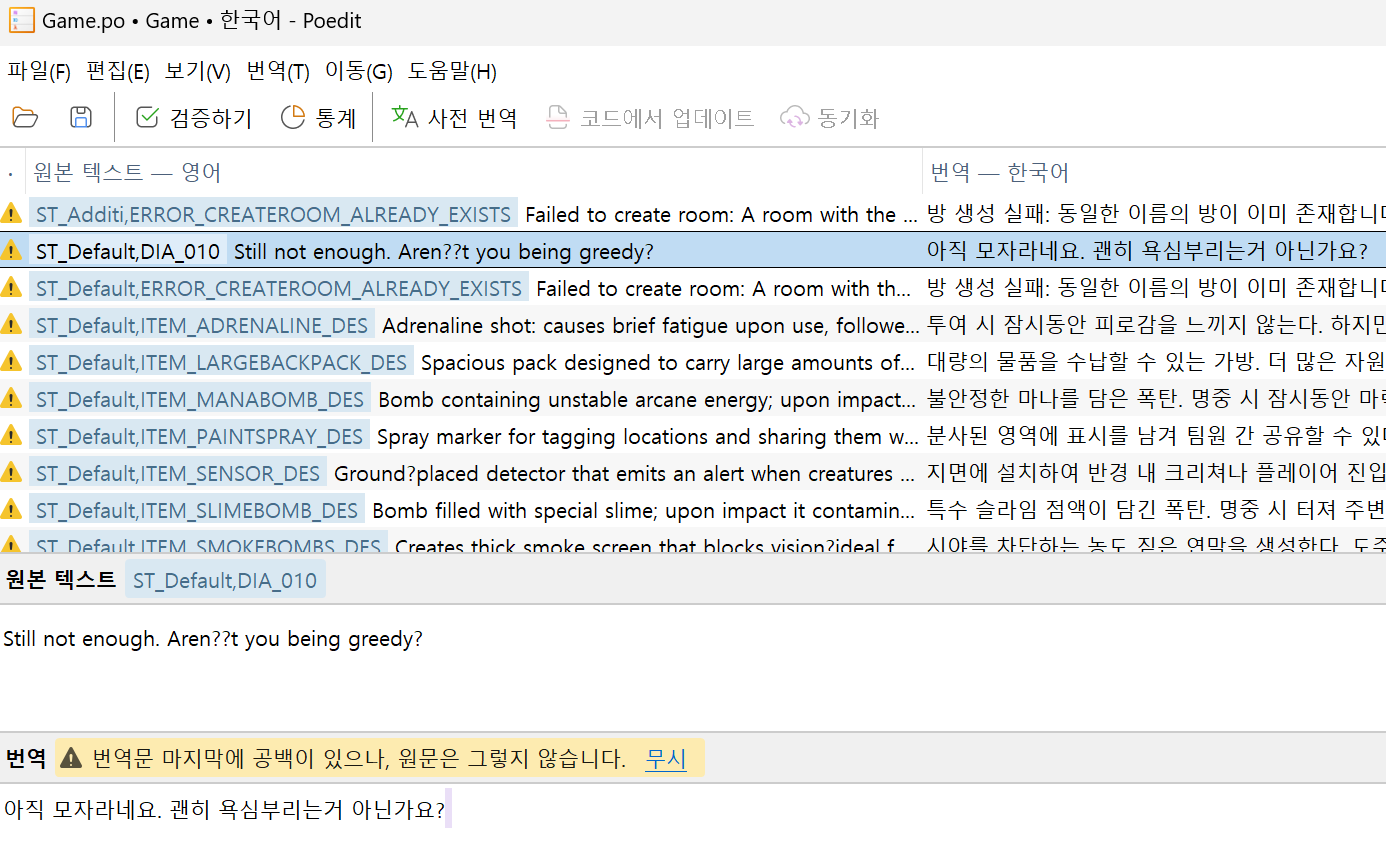 Game.po • Game • 한국어 - Poedit
파일(F) 편집(E) 보기(V) 번역(T) 이동(G) 도움말(H)
검증하기 통계 사전 번역 코드에서 업데이트 동기화
· 원본 텍스트 — 영어 번역 — 한국어
ST_Additi,ERROR_CREATEROOM_ALREADY_EXISTS Failed to create room: A room with the ... 방 생성 실패: 동일한 이름의 방이 이미 존재합니
ST_Default,DIA_010 Still not enough. Aren??t you being greedy? 아직 모자라네요. 괜히 욕심부리는거 아닌가요?
ST_Default,ERROR_CREATEROOM_ALREADY_EXISTS Failed to create room: A room with th... 방 생성 실패: 동일한 이름의 방이 이미 존재합니
ST_Default,ITEM_ADRENALINE_DES Adrenaline shot: causes brief fatigue upon use, followe... 투여 시 잠시동안 피로감을 느끼지 않는다. 하지만
ST_Default,ITEM_LARGEBACKPACK_DES Spacious pack designed to carry large amounts of... 대량의 물품을 수납할 수 있는 가방. 더 많은 자원
ST_Default,ITEM_MANABOMB_DES Bomb containing unstable arcane energy; upon impact... 불안정한 마나를 담은 폭탄. 명중 시 잠시동안 마
ST_Default,ITEM_PAINTSPRAY_DES Spray marker for tagging locations and sharing them w... 분사된 영역에 표시를 남겨 팀원 간 공유할 수 있
ST_Default,ITEM_SENSOR_DES Ground?placed detector that emits an alert when creatures ... 지면에 설치하여 반경 내 크리쳐나 플레이어 진입
ST_Default,ITEM_SLIMEBOMB_DES Bomb filled with special slime; upon impact it contamin... 특수 슬라임 점액이 담긴 폭탄. 명중 시 터져 주변
ST_Default,ITEM_SMOKEBOMBS_DES Creates thick smoke screen that blocks vision?ideal f... 시야를 차단하는 농도 짙은 연막을 생성한다. 도주
원본 텍스트 ST_Default,DIA_010
Still not enough. Aren??t you being greedy?
번역 번역문 마지막에 공백이 있으나, 원문은 그렇지 않습니다. 무시
아직 모자라네요. 괜히 욕심부리는거 아닌가요?